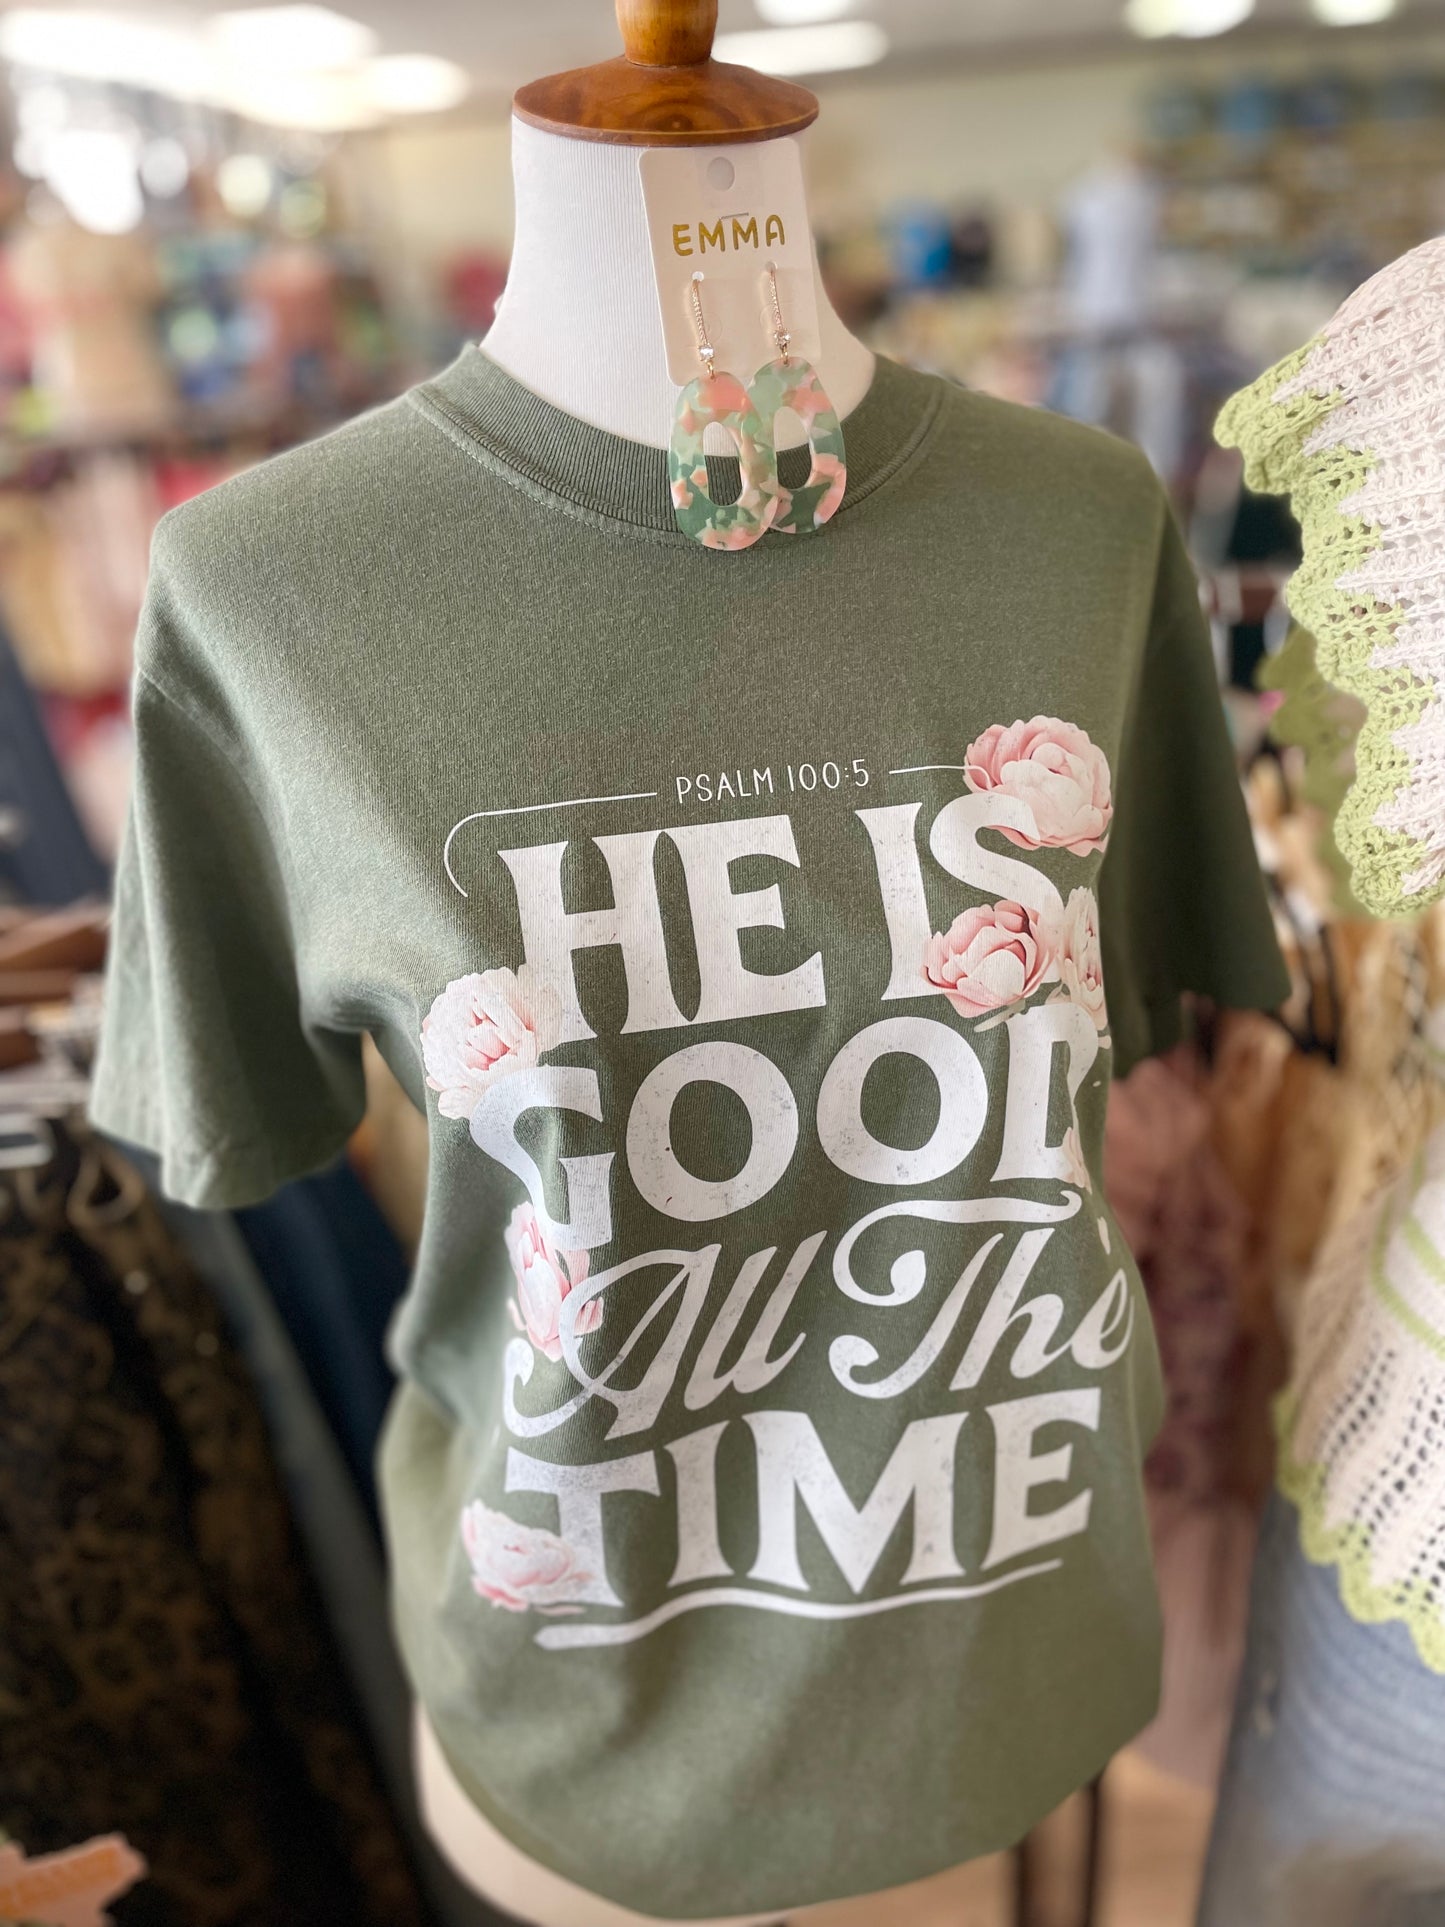 EMMA
PSALM 100:5
HE IS
GOOD
All The
TIME